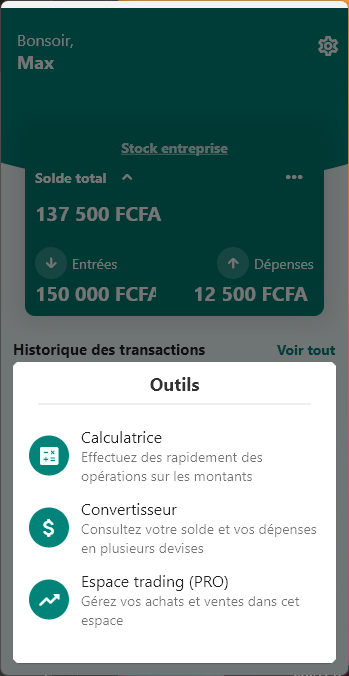 Bonsoir,
Max
Stock entreprise
Solde total
137 500 FCFA
Entrées
Dépenses
150 000 FCFA
12 500 FCFA
Historique des transactions
Voir tout
Outils
Calculatrice
Effectuez des rapidement des
opérations sur les montants
Convertisseur
Consultez votre solde et vos dépenses
en plusieurs devises
Espace trading (PRO)
Gérez vos achats et ventes dans cet
espace